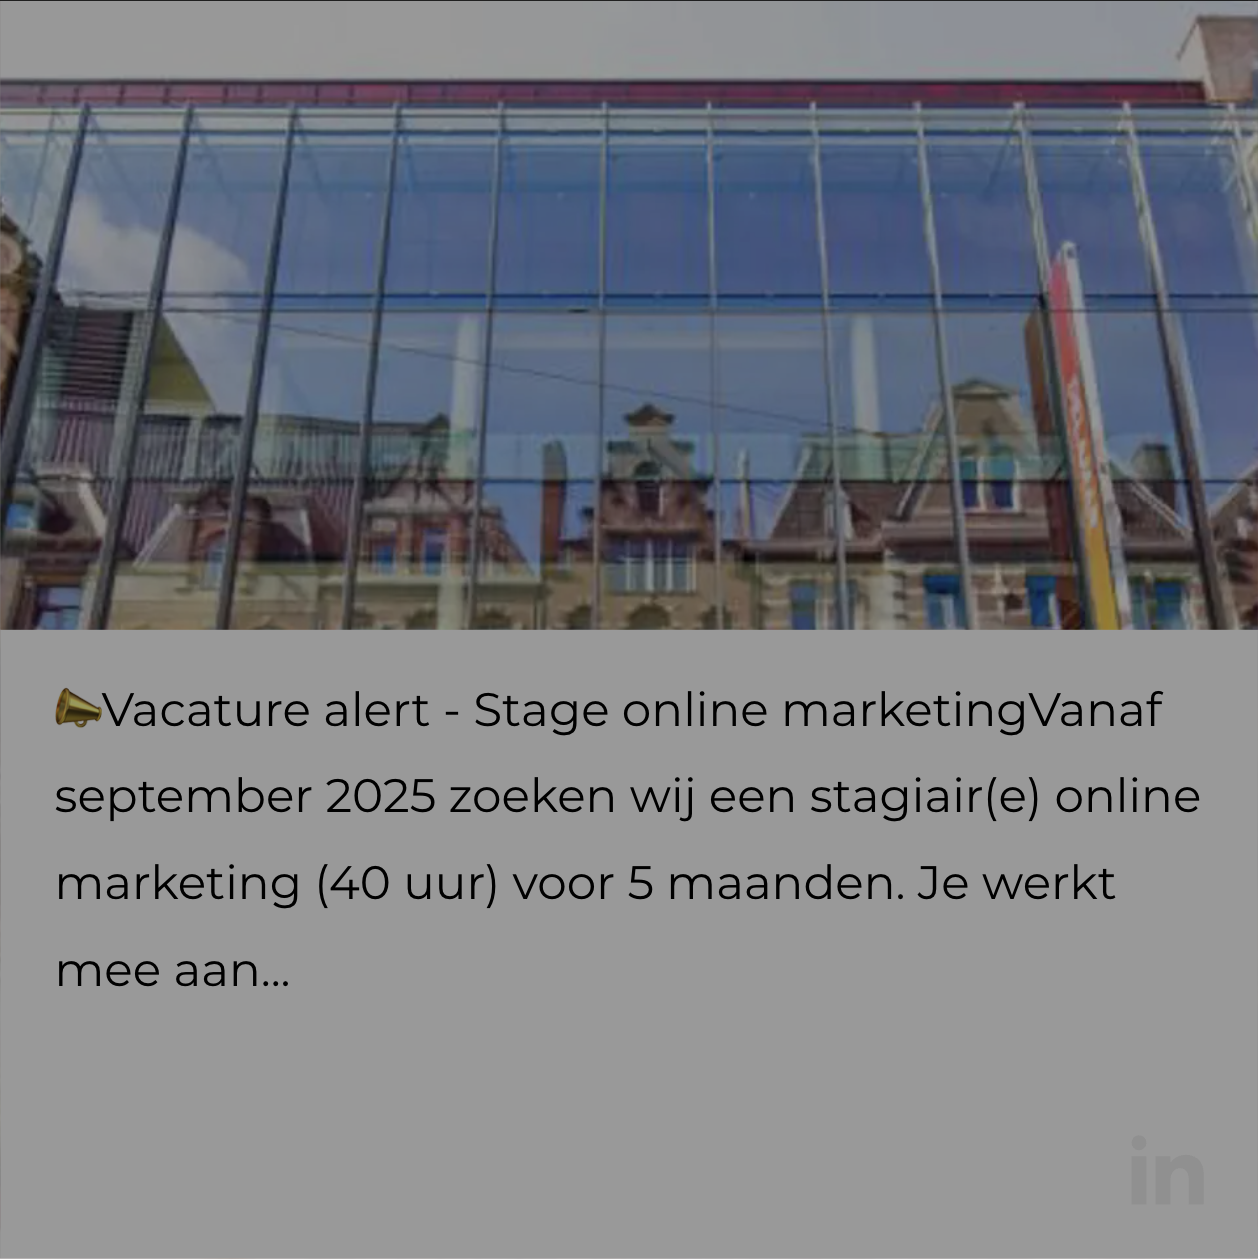 📣Vacature alert - Stage online marketingVanaf
september 2025 zoeken wij een stagiair(e) online
marketing (40 uur) voor 5 maanden. Je werkt
mee aan...
in